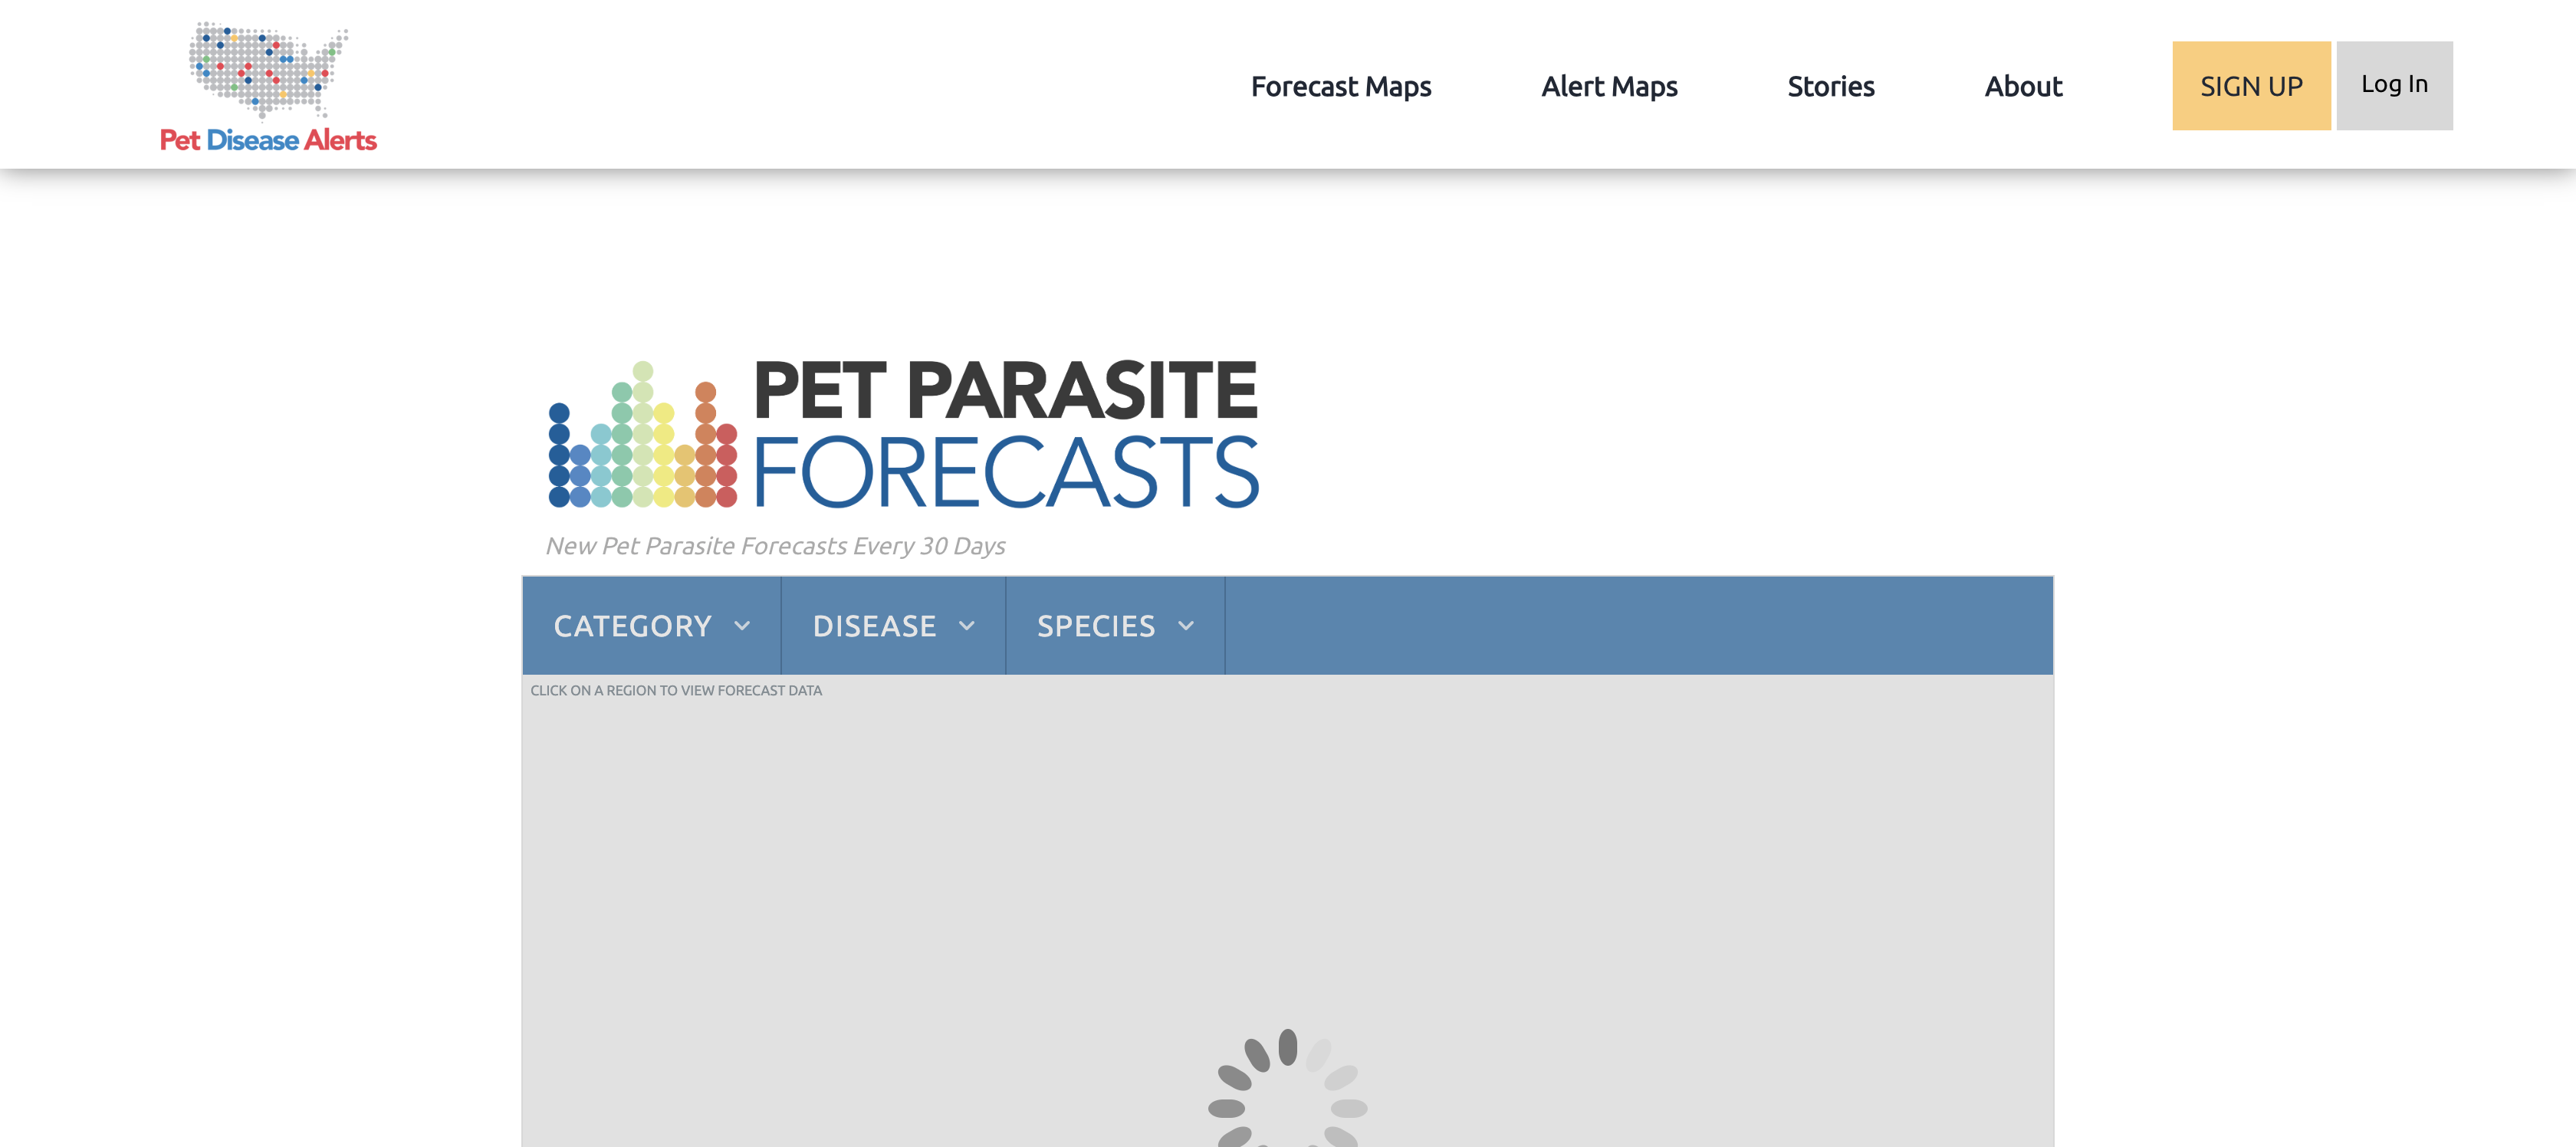 Pet Disease Alerts
Forecast Maps
Alert Maps
Stories
About
SIGN UP
Log In
PET PARASITE
FORECASTS
New Pet Parasite Forecasts Every 30 Days
CATEGORY
DISEASE
SPECIES
CLICK ON A REGION TO VIEW FORECAST DATA